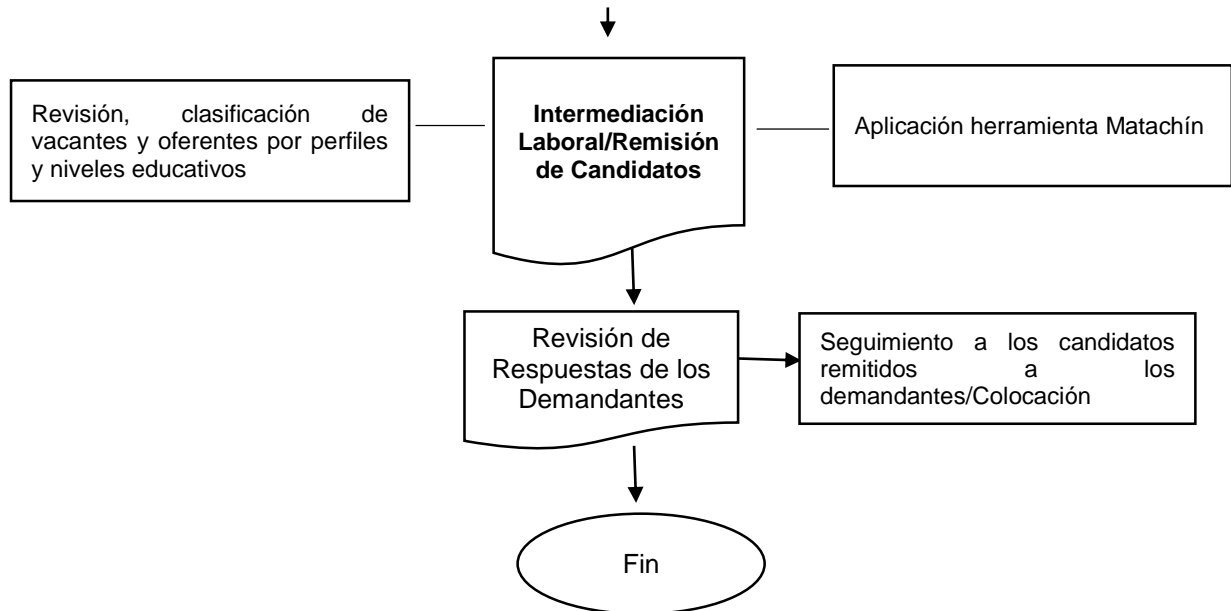 Revisión, clasificación de
vacantes y oferentes por perfiles
y niveles educativos
Intermediación
Laboral/Remisión
de Candidatos
Aplicación herramienta Matachín
Revisión de
Respuestas de los
Demandantes
Seguimiento a los candidatos
remitidos a los
demandantes/Colocación
Fin